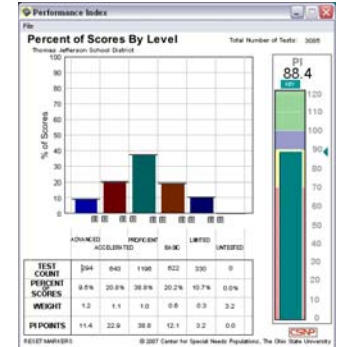 Performance Index
File
Percent of Scores By Level
Total Number of Tests: 3085
Thomas Jefferson School District
PI
88.4
KEY
% of Scores
100
90
80
70
60
50
40
30
20
10
0
120
110
100
90
80
70
60
50
40
30
20
10
0
ADVANCED
ACCELERATED
PROFICIENT
BASIC
LIMITED
UNTESTED
TEST COUNT 294 640 1198 622 330 0
PERCENT OF SCORES 9.5% 20.8% 38.8% 20.2% 10.7% 0.0%
WEIGHT 1.2 1.1 1.0 0.6 0.3 3.2
PI POINTS 11.4 22.9 38.8 12.1 3.2 0.0
CSNP
RESET MARKERS
© 2007 Center for Special Needs Populations, The Ohio State University